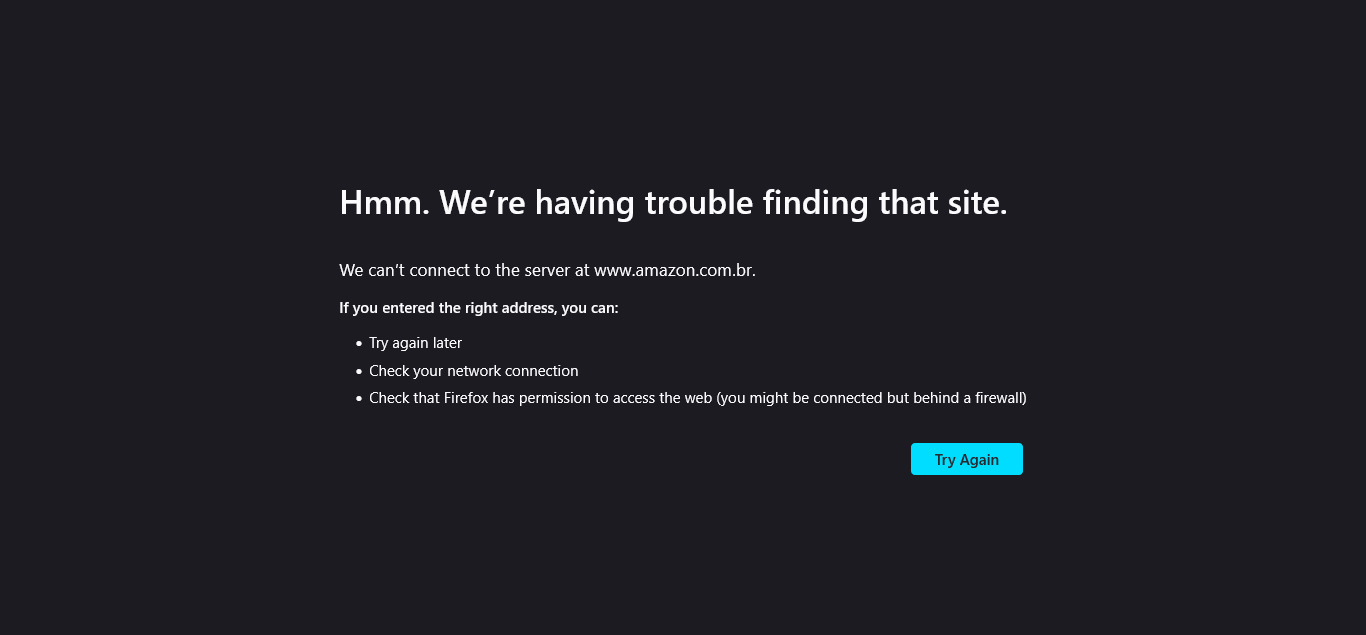 Hmm. We’re having trouble finding that site.
We can’t connect to the server at www.amazon.com.br.
If you entered the right address, you can:
• Try again later
• Check your network connection
• Check that Firefox has permission to access the web (you might be connected but behind a firewall)
Try Again